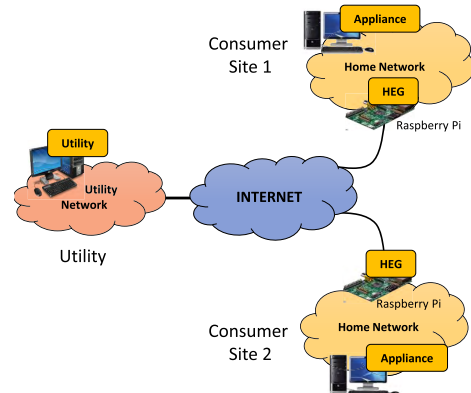 Appliance
Consumer
Site 1
Home Network
HEG
Raspberry Pi
Utility
Utility
Network
INTERNET
Utility
HEG
Raspberry Pi
Home Network
Consumer
Site 2
Appliance